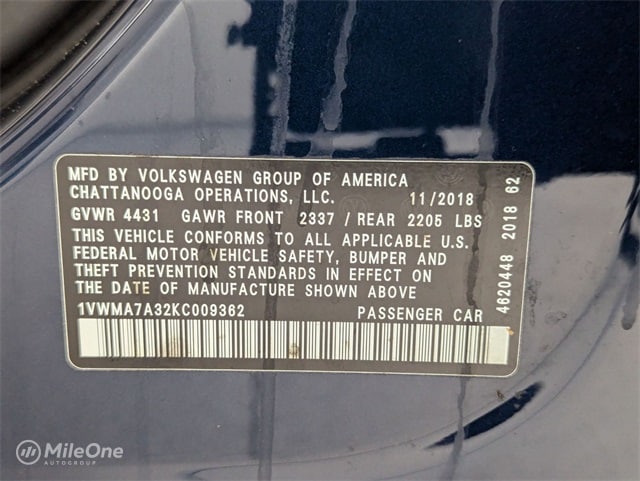 MFD BY VOLKSWAGEN GROUP OF AMERICA
CHATTANOOGA OPERATIONS, LLC. 11/2018
GVWR 4431 GAWR FRONT 2337 / REAR 2205 LBS
THIS VEHICLE CONFORMS TO ALL APPLICABLE U.S.
FEDERAL MOTOR VEHICLE SAFETY, BUMPER AND
THEFT PREVENTION STANDARDS IN EFFECT ON
THE DATE OF MANUFACTURE SHOWN ABOVE
1VWMA7A32KC009362 PASSENGER CAR
4620448 2018 62
MileOne
AUTOGROUP